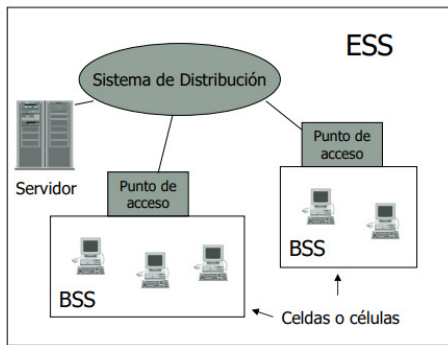 ESS
Sistema de Distribución
Servidor
Punto de
acceso
Punto de
acceso
BSS
BSS
Celdas o células